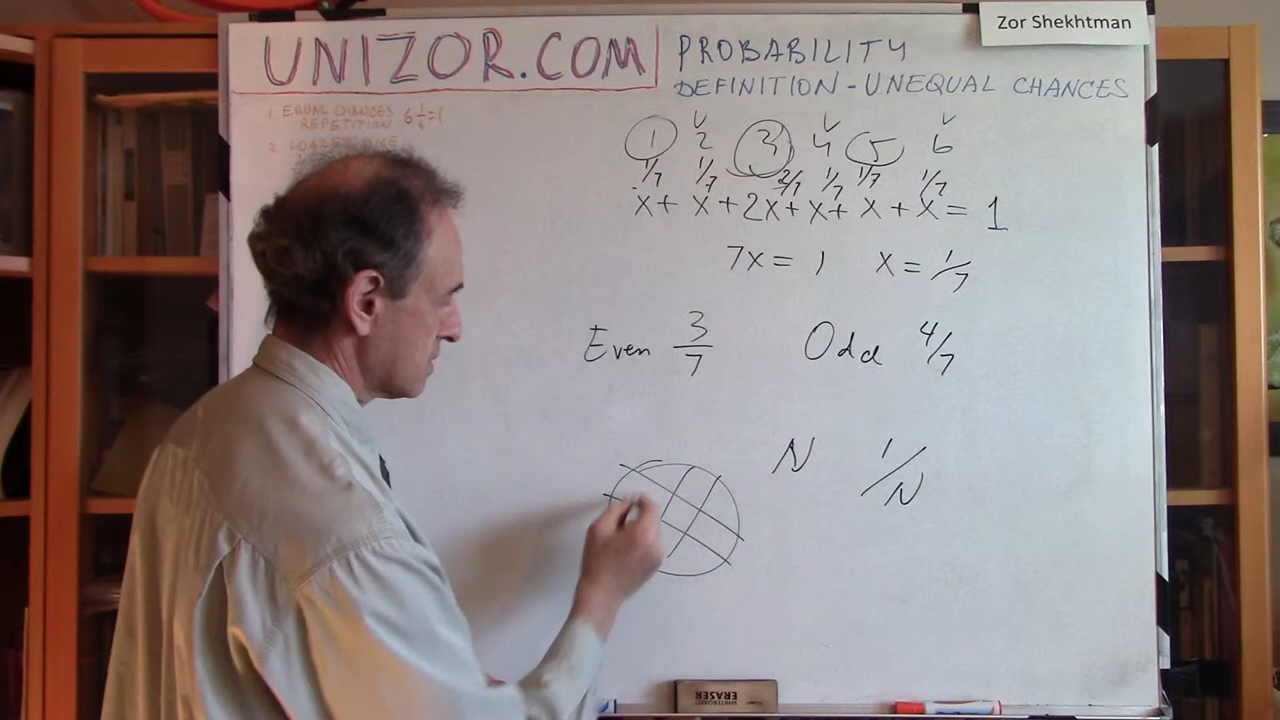 Zor Shekhtman
UNIZOR.COM
PROBABILITY
DEFINITION - UNEQUAL CHANCES
1. EQUAL CHANCES
REPETITION 6 1/6 = 1
2.
1 2 3 4 5 6
1/7 1/7 2/7 1/7 1/7 1/7
x + x + 2x + x + x + x = 1
7x = 1 x = 1/7
Even 3/7 Odd 4/7
N 1/N
ERASER